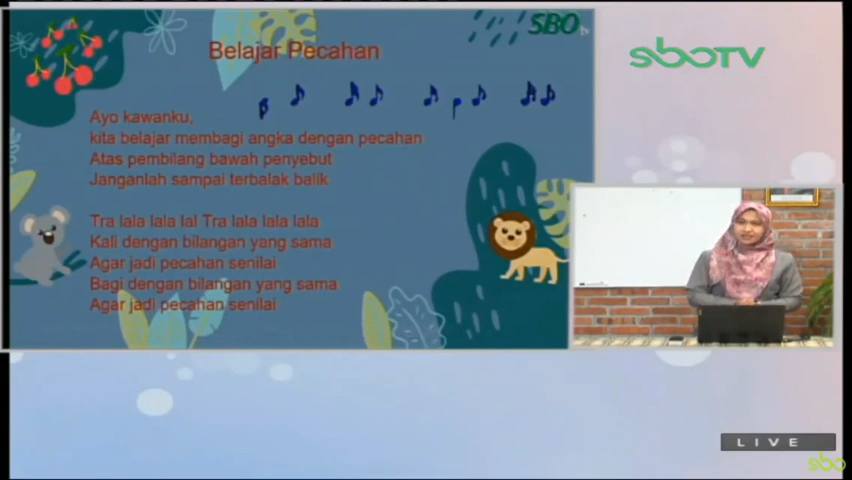 SBO
tv
sboTV
Belajar Pecahan
Ayo kawanku,
kita belajar membagi angka dengan pecahan
Atas pembilang bawah penyebut
Janganlah sampai terbalak balik
Tra lala lala lal Tra lala lala lala
Kali dengan bilangan yang sama
Agar jadi pecahan senilai
Bagi dengan bilangan yang sama
Agar jadi pecahan senilai
LIVE
sbo